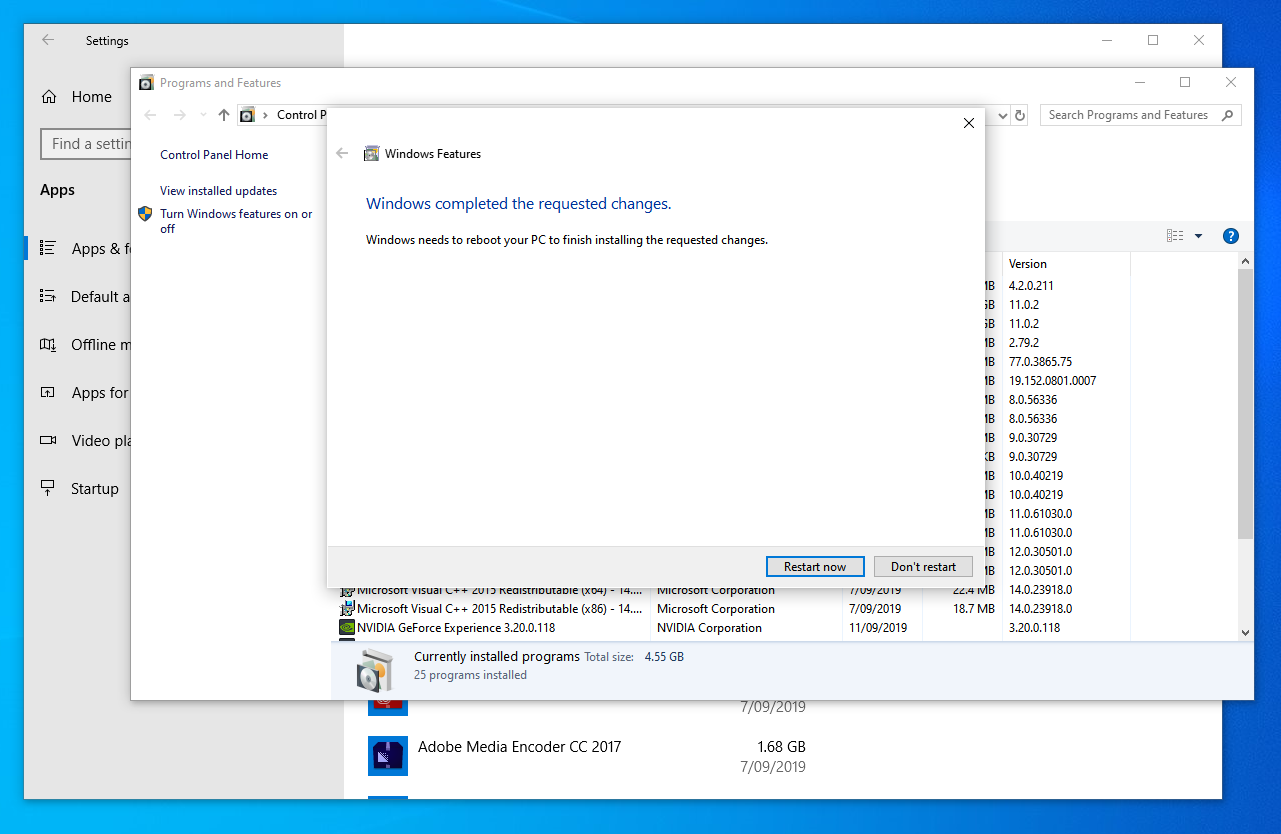 Settings
Home
Find a settin
Apps
Apps & f
Default a
Offline m
Apps for
Video pla
Startup
Programs and Features
Control P
Search Programs and Features
Control Panel Home
View installed updates
Turn Windows features on or
off
Windows Features
Windows completed the requested changes.
Windows needs to reboot your PC to finish installing the requested changes.
Restart now
Don't restart
Version
MB 4.2.0.211
GB 11.0.2
GB 11.0.2
MB 2.79.2
MB 77.0.3865.75
MB 19.152.0801.0007
MB 8.0.56336
MB 8.0.56336
MB 9.0.30729
KB 9.0.30729
MB 10.0.40219
MB 10.0.40219
MB 11.0.61030.0
MB 11.0.61030.0
MB 12.0.30501.0
MB 12.0.30501.0
Microsoft Visual C++ 2015 Redistributable (x64) - 14.... Microsoft Corporation 7/09/2019 22.4 MB 14.0.23918.0
Microsoft Visual C++ 2015 Redistributable (x86) - 14.... Microsoft Corporation 7/09/2019 18.7 MB 14.0.23918.0
NVIDIA GeForce Experience 3.20.0.118 NVIDIA Corporation 11/09/2019 3.20.0.118
Currently installed programs Total size: 4.55 GB
25 programs installed
7/09/2019
Adobe Media Encoder CC 2017 1.68 GB
7/09/2019